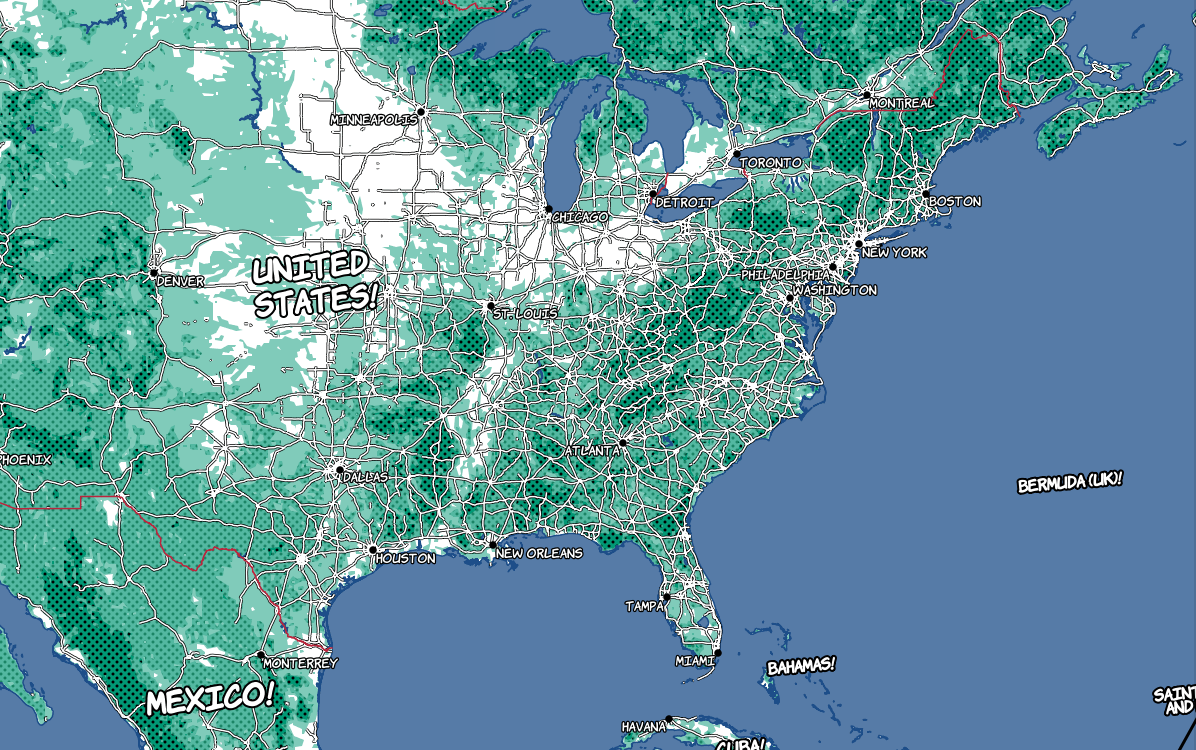 MONTREAL
MINNEAPOLIS
TORONTO
DETROIT
BOSTON
CHICAGO
NEW YORK
UNITED
STATES!
DENVER
PHILADELPHIA
WASHINGTON
ST. LOUIS
ATLANTA
PHOENIX
DALLAS
BERMUDA (UK)!
HOUSTON
NEW ORLEANS
TAMPA
MIAMI
MONTERREY
BAHAMAS!
MEXICO!
SAINT
AND
HAVANA
CUBA!